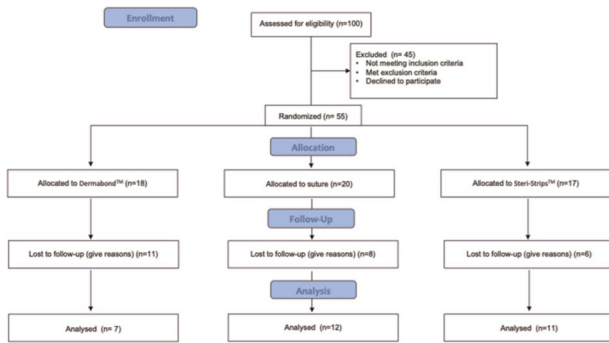 Enrollment
Assessed for eligibility (n=100)
Excluded (n= 45)
• Not meeting inclusion criteria
• Met exclusion criteria
• Declined to participate
Randomized (n= 55)
Allocation
Allocated to Dermabond™ (n=18)
Allocated to suture (n=20)
Allocated to Steri-Strips™ (n=17)
Follow-Up
Lost to follow-up (give reasons) (n=11)
Lost to follow-up (give reasons) (n=8)
Lost to follow-up (give reasons) (n=6)
Analysis
Analysed (n= 7)
Analysed (n=12)
Analysed (n=11)